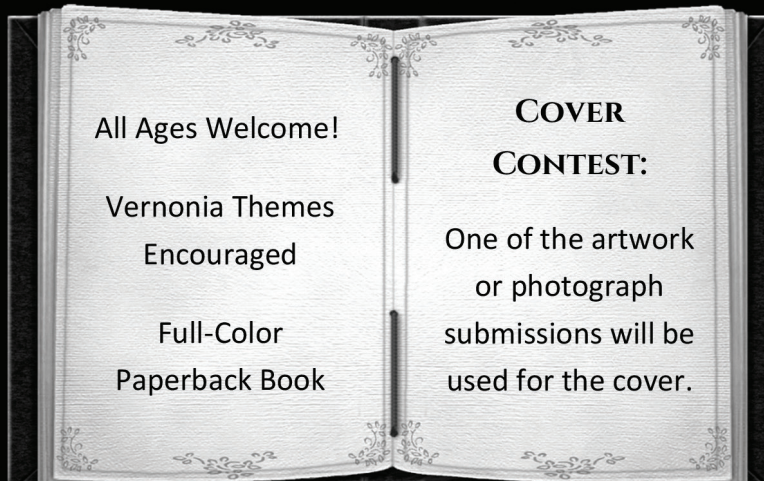 All Ages Welcome!
Vernonia Themes
Encouraged
Full-Color
Paperback Book
COVER
CONTEST:
One of the artwork
or photograph
submissions will be
used for the cover.